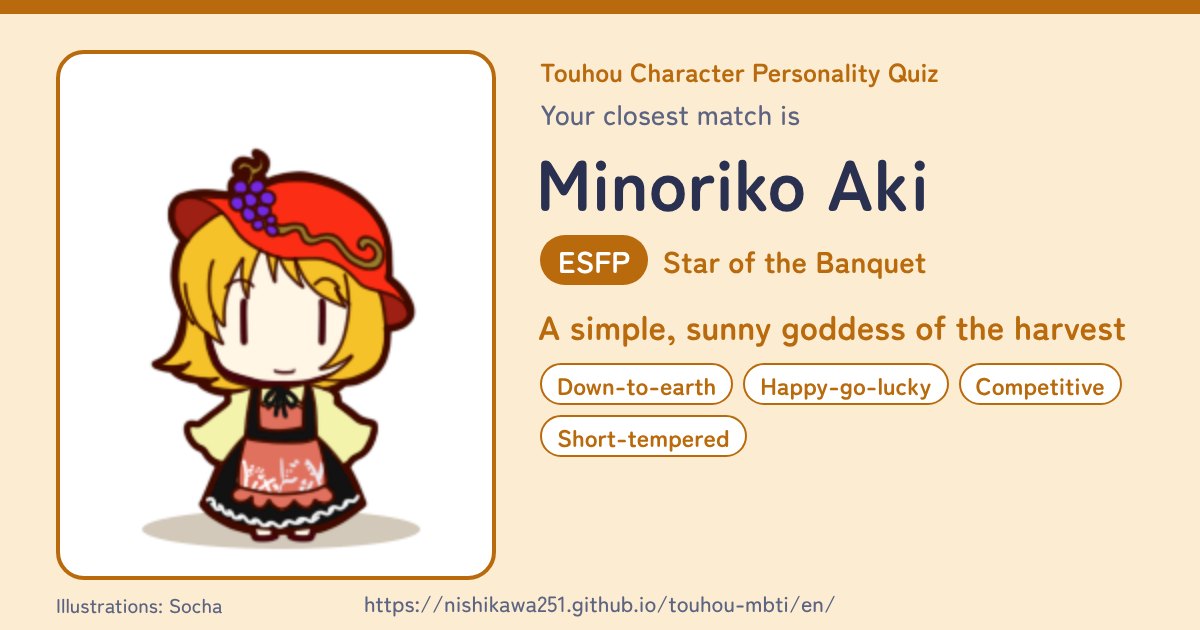 Touhou Character Personality Quiz
Your closest match is
Minoriko Aki
ESFP Star of the Banquet
A simple, sunny goddess of the harvest
Down-to-earth Happy-go-lucky Competitive
Short-tempered
Illustrations: Socha https://nishikawa251.github.io/touhou-mbti/en/